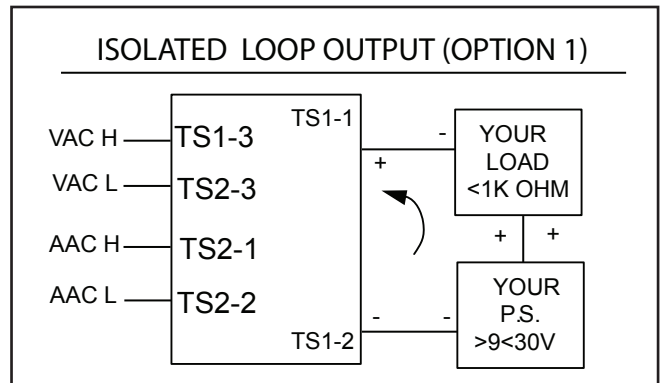 ISOLATED LOOP OUTPUT (OPTION 1)
TS1-1
VAC H
TS1-3
VAC L
TS2-3
AAC H
TS2-1
AAC L
TS2-2
TS1-2
-
+
YOUR
LOAD
<1K OHM
+ +
- -
YOUR
P.S.
>9<30V